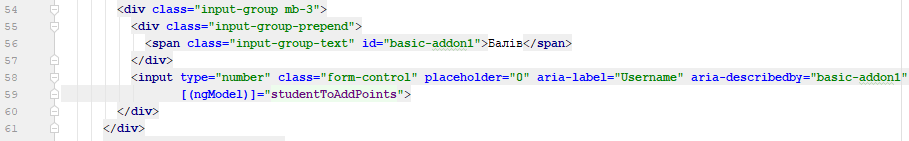 54 <div class="input-group mb-3">
55 <div class="input-group-prepend">
56 <span class="input-group-text" id="basic-addon1">Балів</span>
57 </div>
58 <input type="number" class="form-control" placeholder="0" aria-label="Username" aria-describedby="basic-addon1"
59 [(ngModel)]="studentToAddPoints">
60 </div>
61 </div>